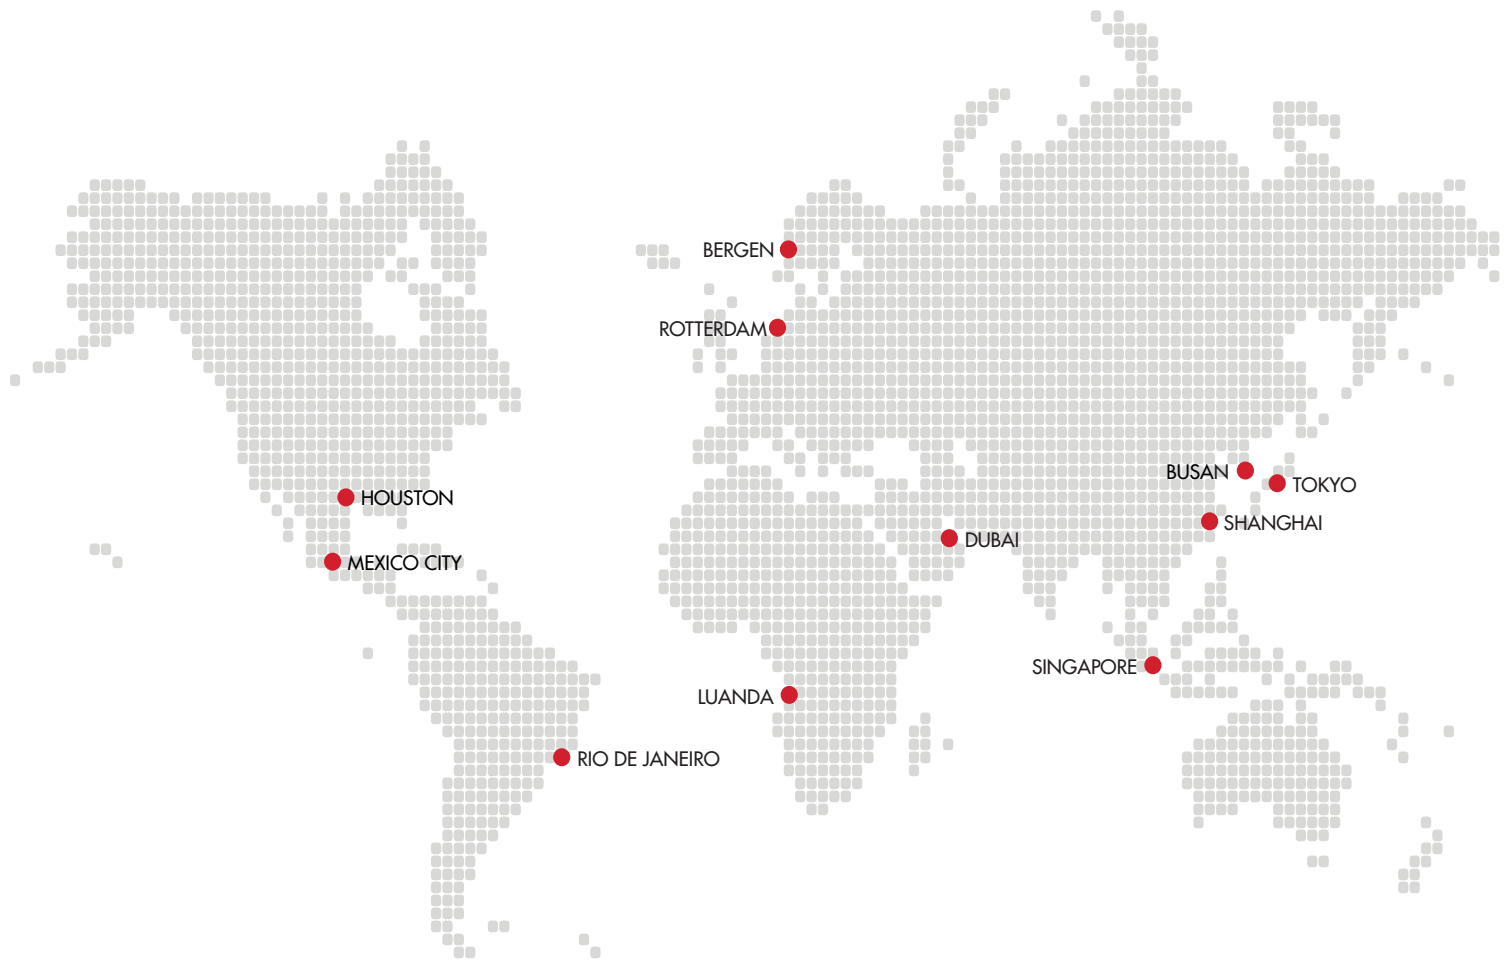 BERGEN
ROTTERDAM
BUSAN
TOKYO
HOUSTON
SHANGHAI
DUBAI
MEXICO CITY
SINGAPORE
LUANDA
RIO DE JANEIRO